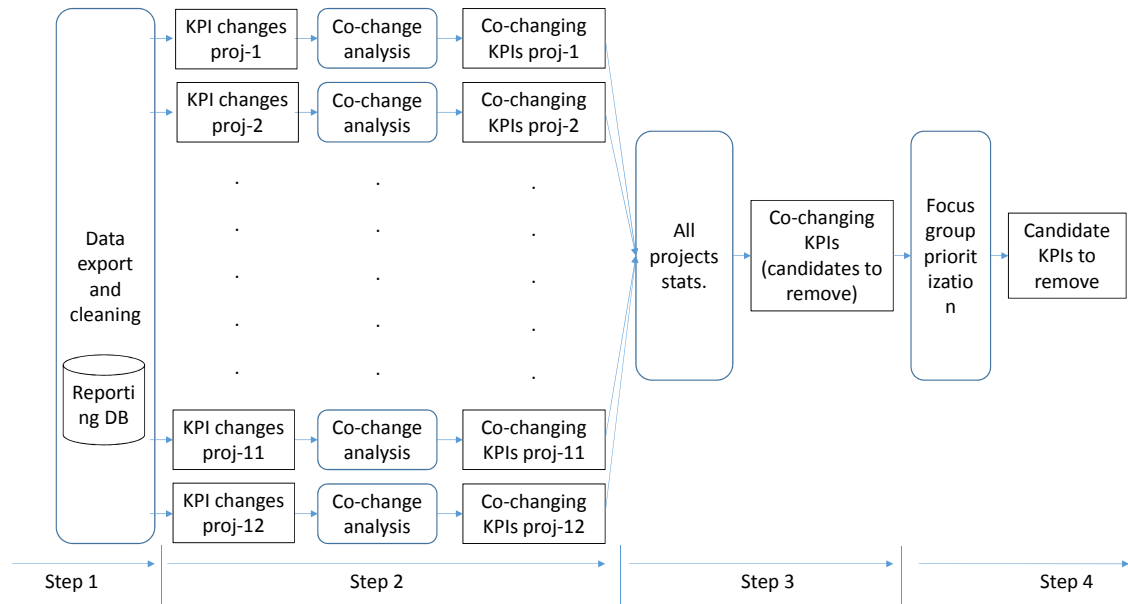 KPI changes
proj-1
Co-change
analysis
Co-changing
KPIs proj-1
KPI changes
proj-2
Co-change
analysis
Co-changing
KPIs proj-2
. . .
. . .
. . .
. . .
. . .
Data
export
and
cleaning
Reporti
ng DB
KPI changes
proj-11
Co-change
analysis
Co-changing
KPIs proj-11
KPI changes
proj-12
Co-change
analysis
Co-changing
KPIs proj-12
All
projects
stats.
Co-changing
KPIs
(candidates to
remove)
Focus
group
priorit
izatio
n
Candidate
KPIs to
remove
Step 1
Step 2
Step 3
Step 4